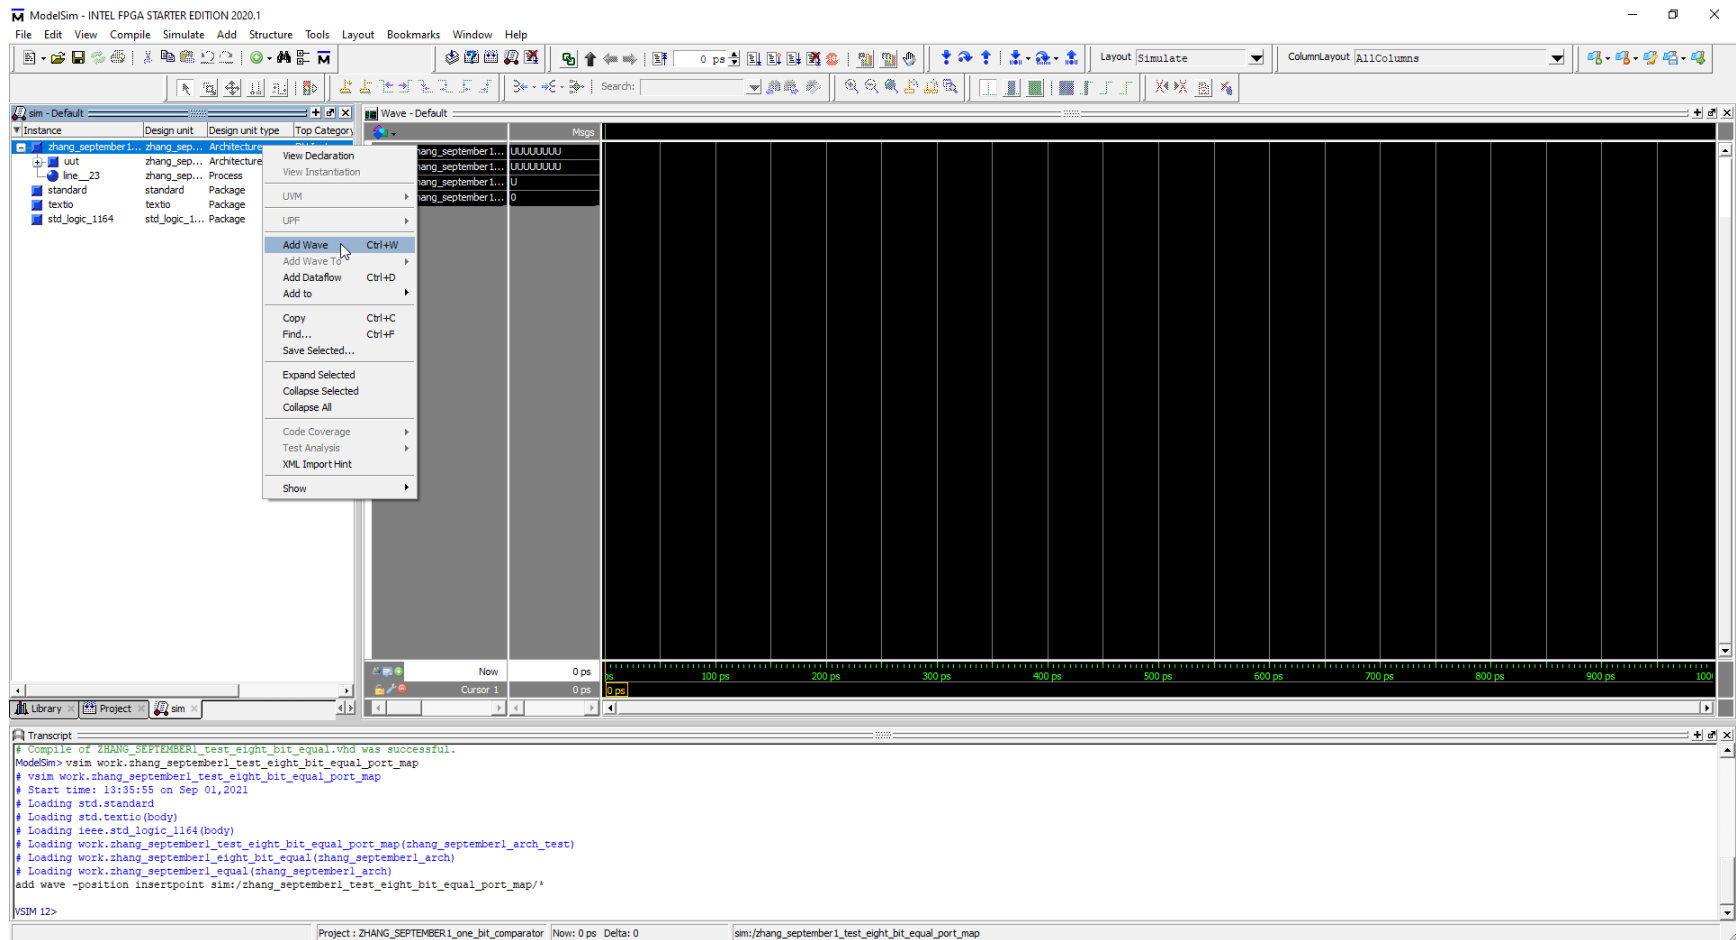 ModelSim - INTEL FPGA STARTER EDITION 2020.1
File Edit View Compile Simulate Add Structure Tools Layout Bookmarks Window Help
0 ps
Layout Simulate
ColumnLayout AllColumns
Search:
sim - Default
Instance Design unit Design unit type Top Category
zhang_september1... zhang_sep... Architecture
uut zhang_sep... Architecture
line__23 zhang_sep... Process
standard standard Package
textio textio Package
std_logic_1164 std_logic_1... Package
View Declaration
View Instantiation
UVM
UPF
Add Wave Ctrl+W
Add Wave To
Add Dataflow Ctrl+D
Add to
Copy Ctrl+C
Find... Ctrl+F
Save Selected...
Expand Selected
Collapse Selected
Collapse All
Code Coverage
Test Analysis
XML Import Hint
Show
Wave - Default
Msgs
hang_september1... UUUUUUUU
hang_september1... UUUUUUUU
hang_september1... U
hang_september1... 0
Now 0 ps
Cursor 1 0 ps
ps 100 ps 200 ps 300 ps 400 ps 500 ps 600 ps 700 ps 800 ps 900 ps 100
0 ps
Library Project sim
Transcript
# Compile of ZHANG_SEPTEMBER1_test_eight_bit_equal.vhd was successful.
ModelSim> vsim work.zhang_september1_test_eight_bit_equal_port_map
# vsim work.zhang_september1_test_eight_bit_equal_port_map
# Start time: 13:35:55 on Sep 01,2021
# Loading std.standard
# Loading std.textio(body)
# Loading ieee.std_logic_1164(body)
# Loading work.zhang_september1_test_eight_bit_equal_port_map(zhang_september1_arch_test)
# Loading work.zhang_september1_eight_bit_equal(zhang_september1_arch)
# Loading work.zhang_september1_equal(zhang_september1_arch)
add wave -position insertpoint sim:/zhang_september1_test_eight_bit_equal_port_map/*
VSIM 12>
Project : ZHANG_SEPTEMBER1_one_bit_comparator Now: 0 ps Delta: 0 sim:/zhang_september1_test_eight_bit_equal_port_map